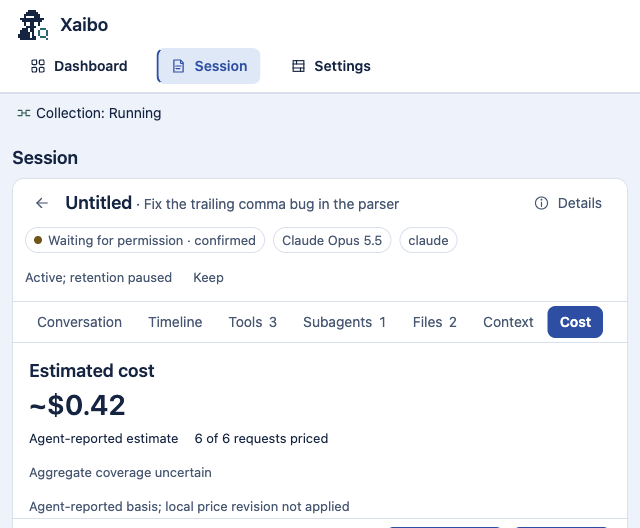 Xaibo
Dashboard Session Settings
Collection: Running
Session
Untitled · Fix the trailing comma bug in the parser Details
Waiting for permission · confirmed Claude Opus 5.5 claude
Active; retention paused Keep
Conversation Timeline Tools 3 Subagents 1 Files 2 Context Cost
Estimated cost
~$0.42
Agent-reported estimate 6 of 6 requests priced
Aggregate coverage uncertain
Agent-reported basis; local price revision not applied